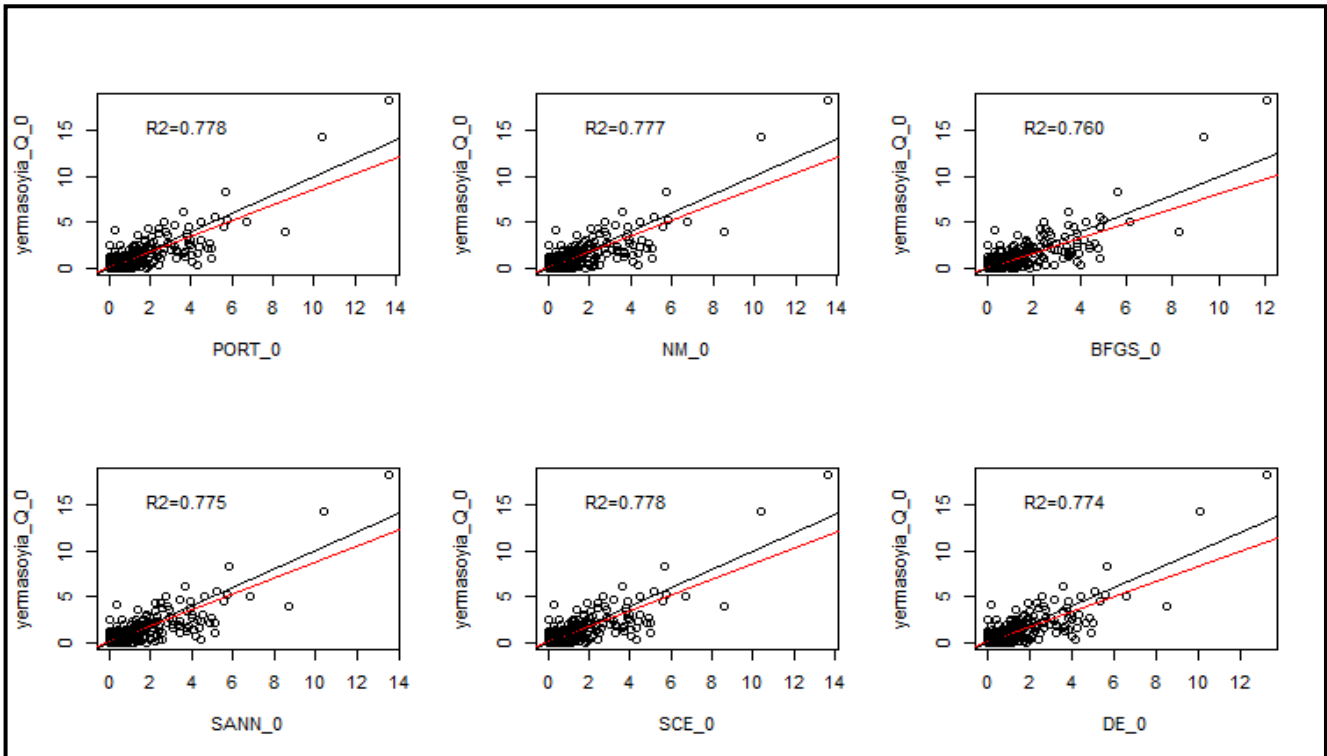 R2=0.778
yermasoyia_Q_0
0 5 10 15
0 2 4 6 8 10 12 14
PORT_0
R2=0.777
yermasoyia_Q_0
0 5 10 15
0 2 4 6 8 10 12 14
NM_0
R2=0.760
yermasoyia_Q_0
0 5 10 15
0 2 4 6 8 10 12
BFGS_0
R2=0.775
yermasoyia_Q_0
0 5 10 15
0 2 4 6 8 10 12 14
SANN_0
R2=0.778
yermasoyia_Q_0
0 5 10 15
0 2 4 6 8 10 12 14
SCE_0
R2=0.774
yermasoyia_Q_0
0 5 10 15
0 2 4 6 8 10 12
DE_0